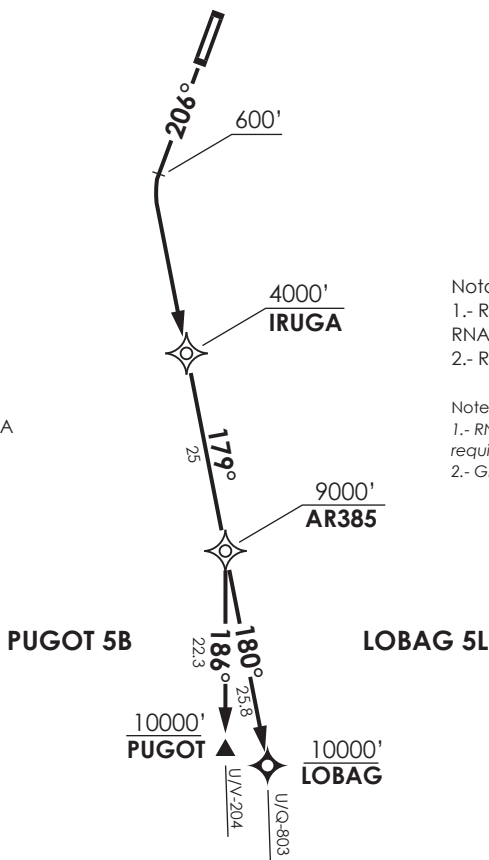 206°
600'
4000'
IRUGA
Nota
1.- R
RNA
2.- R
A
Note
1.- RN
requi
2.- G
179°
25
9000'
AR385
PUGOT 5B
LOBAG 5L
186°
22.3
180°
25.8
10000'
PUGOT
10000'
LOBAG
U/V-204
U/Q-803